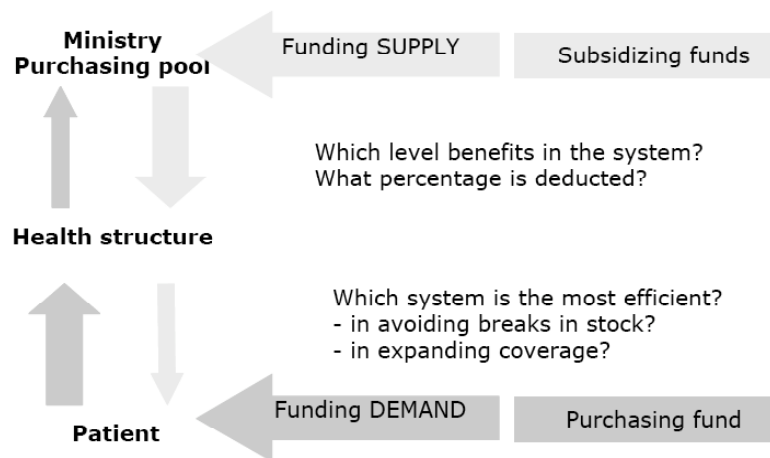 Ministry
Purchasing pool
Funding SUPPLY
Subsidizing funds
Which level benefits in the system?
What percentage is deducted?
Health structure
Which system is the most efficient?
- in avoiding breaks in stock?
- in expanding coverage?
Patient
Funding DEMAND
Purchasing fund